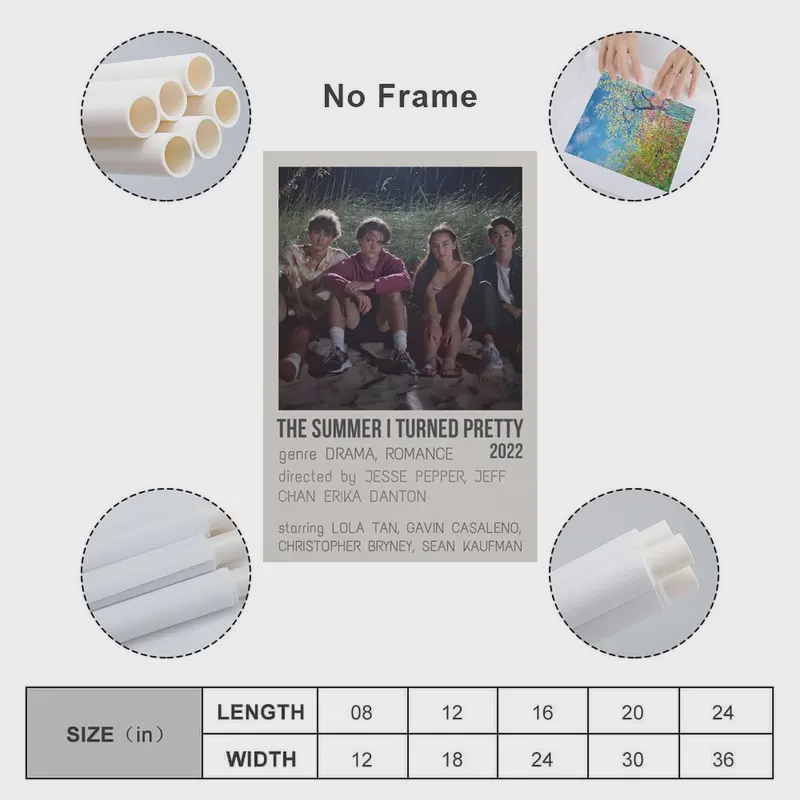 No Frame
THE SUMMER I TURNED PRETTY
genre DRAMA, ROMANCE 2022
directed by JESSE PEPPER, JEFF
CHAN ERIKA DANTON
starring LOLA TAN, GAVIN CASALENO,
CHRISTOPHER BRYNEY, SEAN KAUFMAN
SIZE（in） LENGTH 08 12 16 20 24
WIDTH 12 18 24 30 36